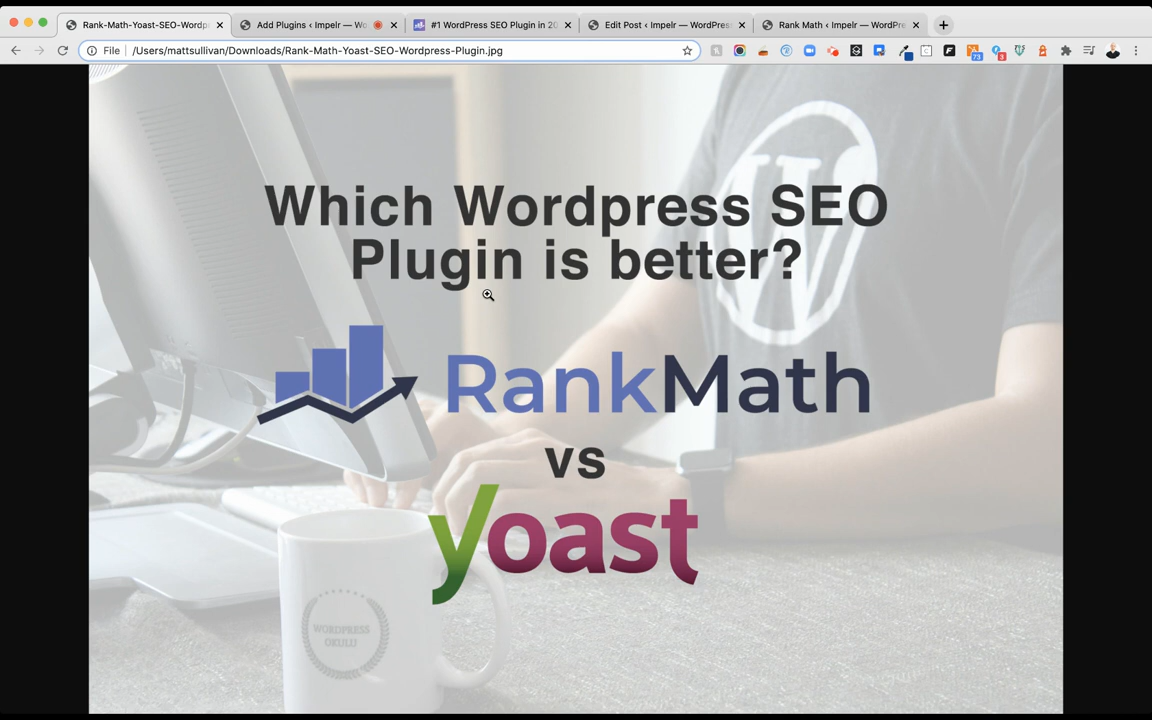 Rank-Math-Yoast-SEO-Wordp
Add Plugins ‹ Impelr — Wo
#1 WordPress SEO Plugin in 20
Edit Post ‹ Impelr — WordPres
Rank Math ‹ Impelr — WordPre
File
/Users/mattsullivan/Downloads/Rank-Math-Yoast-SEO-Wordpress-Plugin.jpg
73
3
Which Wordpress SEO
Plugin is better?
RankMath
vs
yoast
WORDPRESS
OKULU